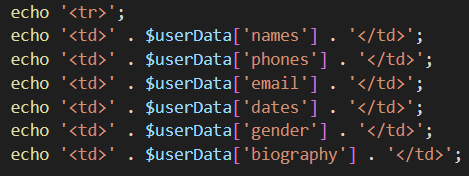 echo '<tr>';
echo '<td>' . $userData['names'] . '</td>';
echo '<td>' . $userData['phones'] . '</td>';
echo '<td>' . $userData['email'] . '</td>';
echo '<td>' . $userData['dates'] . '</td>';
echo '<td>' . $userData['gender'] . '</td>';
echo '<td>' . $userData['biography'] . '</td>';